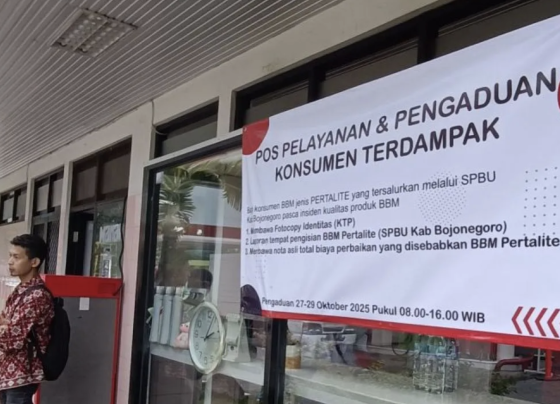 POS PELAYANAN & PENGADUAN
KONSUMEN TERDAMPAK
konsumen BBM jenis PERTALITE yang tersalurkan melalui SPBU
Bojonegoro pasca insiden kualitas produk BBM
1. Membawa Fotocopy Identitas (KTP)
2. Laporan tempat pengisian BBM Pertalite (SPBU Kab Bojonegoro)
3. Membawa nota asli total biaya perbaikan yang disebabkan BBM Pertalite
Pengaduan 27-29 Oktober 2025 Pukul 08.00-16.00 WIB